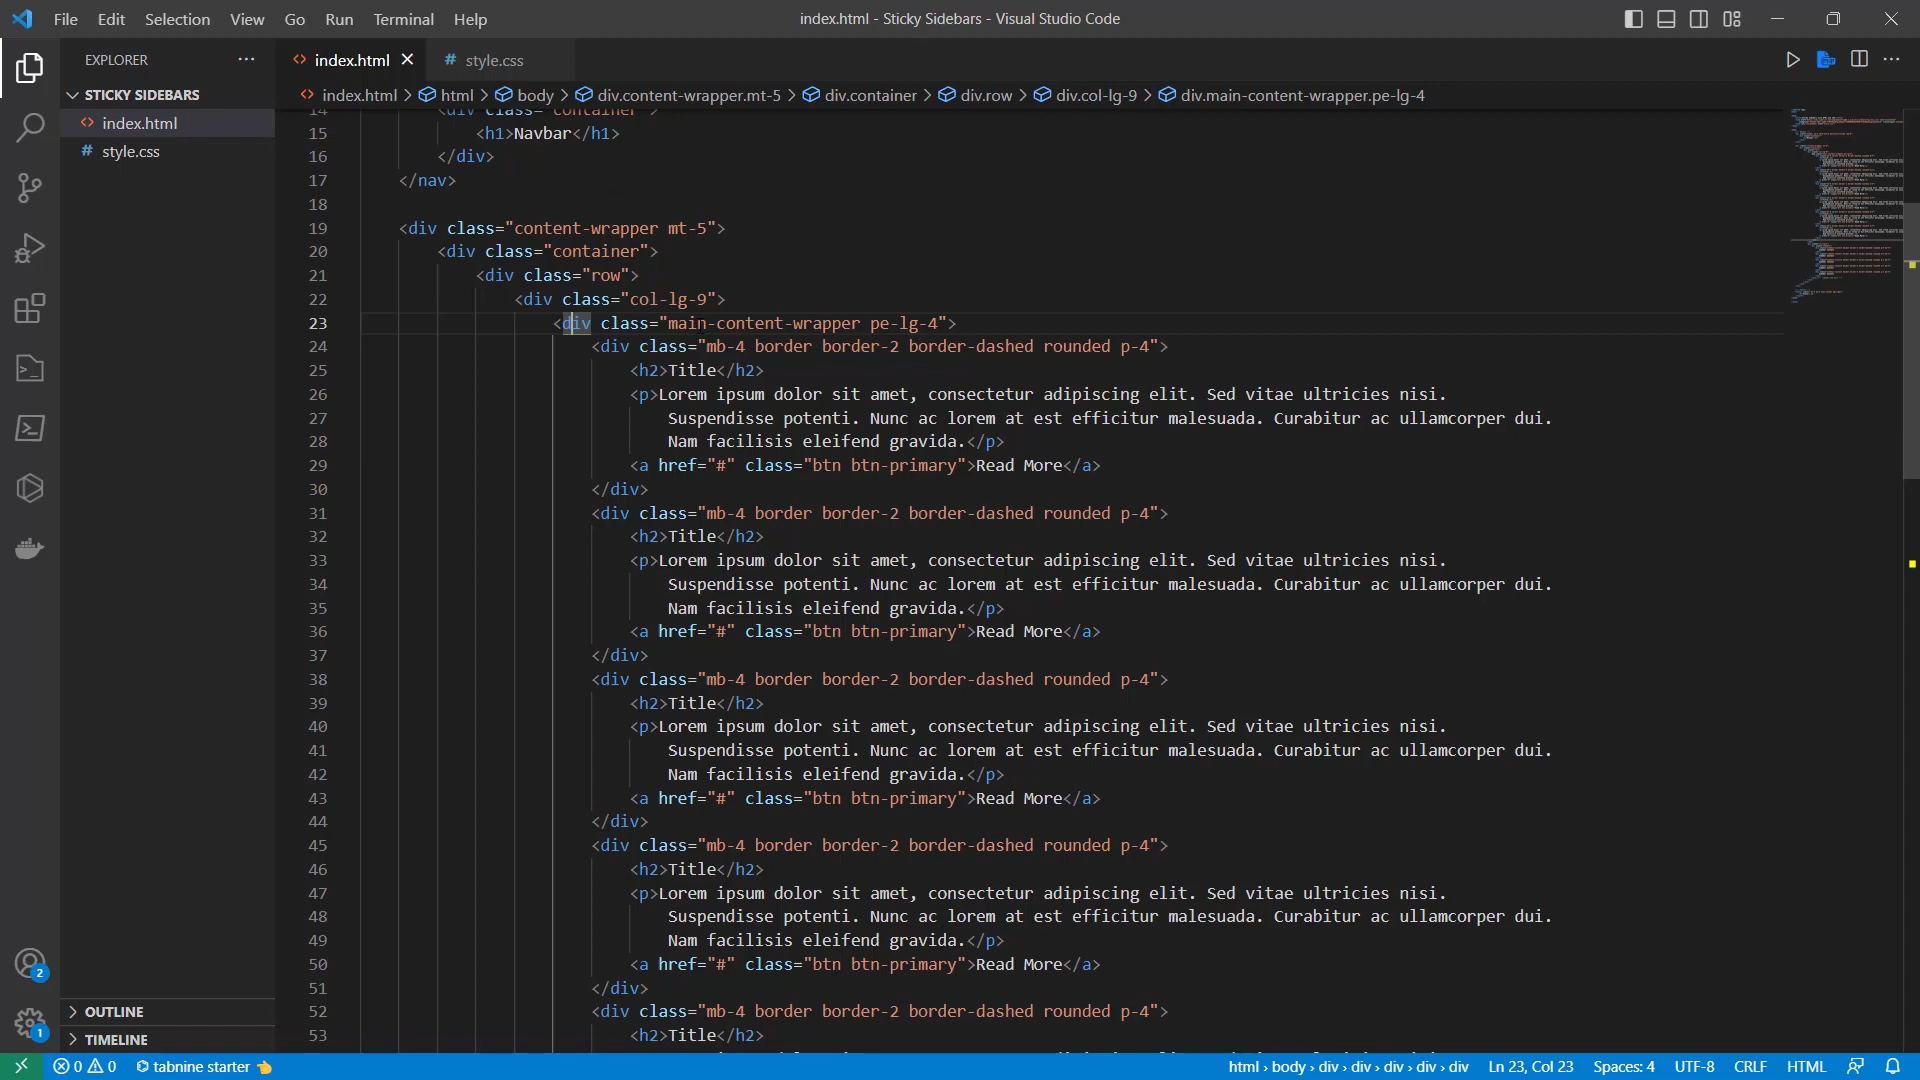 File Edit Selection View Go Run Terminal Help
index.html - Sticky Sidebars - Visual Studio Code
EXPLORER
index.html
# style.css
index.html > html > body > div.content-wrapper.mt-5 > div.container > div.row > div.col-lg-9 > div.main-content-wrapper.pe-lg-4
STICKY SIDEBARS
index.html
# style.css
14 <div class="container">
15 <h1>Navbar</h1>
16 </div>
17 </nav>
18
19 <div class="content-wrapper mt-5">
20 <div class="container">
21 <div class="row">
22 <div class="col-lg-9">
23 <div class="main-content-wrapper pe-lg-4">
24 <div class="mb-4 border border-2 border-dashed rounded p-4">
25 <h2>Title</h2>
26 <p>Lorem ipsum dolor sit amet, consectetur adipiscing elit. Sed vitae ultricies nisi.
27 Suspendisse potenti. Nunc ac lorem at est efficitur malesuada. Curabitur ac ullamcorper dui.
28 Nam facilisis eleifend gravida.</p>
29 <a href="#" class="btn btn-primary">Read More</a>
30 </div>
31 <div class="mb-4 border border-2 border-dashed rounded p-4">
32 <h2>Title</h2>
33 <p>Lorem ipsum dolor sit amet, consectetur adipiscing elit. Sed vitae ultricies nisi.
34 Suspendisse potenti. Nunc ac lorem at est efficitur malesuada. Curabitur ac ullamcorper dui.
35 Nam facilisis eleifend gravida.</p>
36 <a href="#" class="btn btn-primary">Read More</a>
37 </div>
38 <div class="mb-4 border border-2 border-dashed rounded p-4">
39 <h2>Title</h2>
40 <p>Lorem ipsum dolor sit amet, consectetur adipiscing elit. Sed vitae ultricies nisi.
41 Suspendisse potenti. Nunc ac lorem at est efficitur malesuada. Curabitur ac ullamcorper dui.
42 Nam facilisis eleifend gravida.</p>
43 <a href="#" class="btn btn-primary">Read More</a>
44 </div>
45 <div class="mb-4 border border-2 border-dashed rounded p-4">
46 <h2>Title</h2>
47 <p>Lorem ipsum dolor sit amet, consectetur adipiscing elit. Sed vitae ultricies nisi.
48 Suspendisse potenti. Nunc ac lorem at est efficitur malesuada. Curabitur ac ullamcorper dui.
49 Nam facilisis eleifend gravida.</p>
50 <a href="#" class="btn btn-primary">Read More</a>
51 </div>
52 <div class="mb-4 border border-2 border-dashed rounded p-4">
53 <h2>Title</h2>
2
1
OUTLINE
TIMELINE
0 0 tabnine starter 👈
html › body › div › div › div › div › div Ln 23, Col 23 Spaces: 4 UTF-8 CRLF HTML